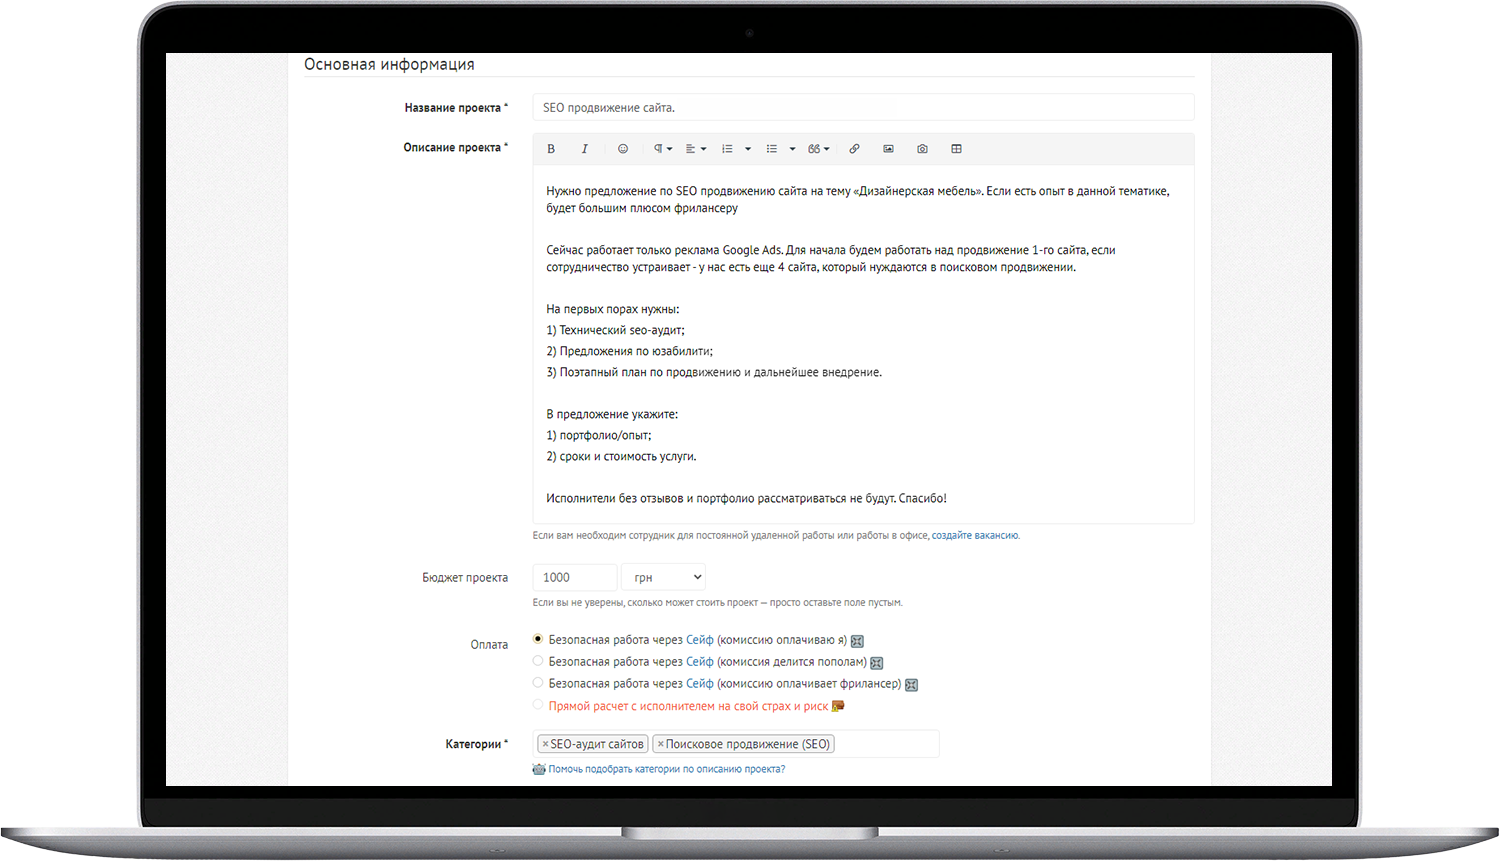 Основная информация
Название проекта *
SEO продвижение сайта.
Описание проекта *
B I
Нужно предложение по SEO продвижению сайта на тему «Дизайнерская мебель». Если есть опыт в данной тематике,
будет большим плюсом фрилансеру
Сейчас работает только реклама Google Ads. Для начала будем работать над продвижение 1-го сайта, если
сотрудничество устраивает - у нас есть еще 4 сайта, который нуждаются в поисковом продвижении.
На первых порах нужны:
1) Технический seo-аудит;
2) Предложения по юзабилити;
3) Поэтапный план по продвижению и дальнейшее внедрение.
В предложение укажите:
1) портфолио/опыт;
2) сроки и стоимость услуги.
Исполнители без отзывов и портфолио рассматриваться не будут. Спасибо!
Если вам необходим сотрудник для постоянной удаленной работы или работы в офисе, создайте вакансию.
Бюджет проекта
1000 грн
Если вы не уверены, сколько может стоить проект — просто оставьте поле пустым.
Оплата
Безопасная работа через Сейф (комиссию оплачиваю я)
Безопасная работа через Сейф (комиссия делится пополам)
Безопасная работа через Сейф (комиссию оплачивает фрилансер)
Прямой расчет с исполнителем на свой страх и риск
Категории *
×SEO-аудит сайтов ×Поисковое продвижение (SEO)
Помочь подобрать категории по описанию проекта?